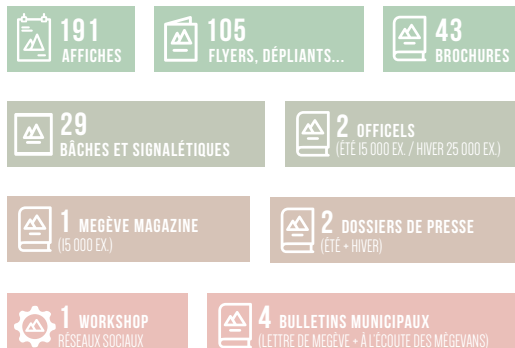 191
AFFICHES
105
FLYERS, DÉPLIANTS...
43
BROCHURES
29
BÂCHES ET SIGNALÉTIQUES
2 OFFICELS
(ÉTÉ 15 000 EX. / HIVER 25 000 EX.)
1 MEGÈVE MAGAZINE
(15 000 EX.)
2 DOSSIERS DE PRESSE
(ÉTÉ + HIVER)
1 WORKSHOP
RÉSEAUX SOCIAUX
4 BULLETINS MUNICIPAUX
(LETTRE DE MEGÈVE + À L'ÉCOUTE DES MÈGEVANS)